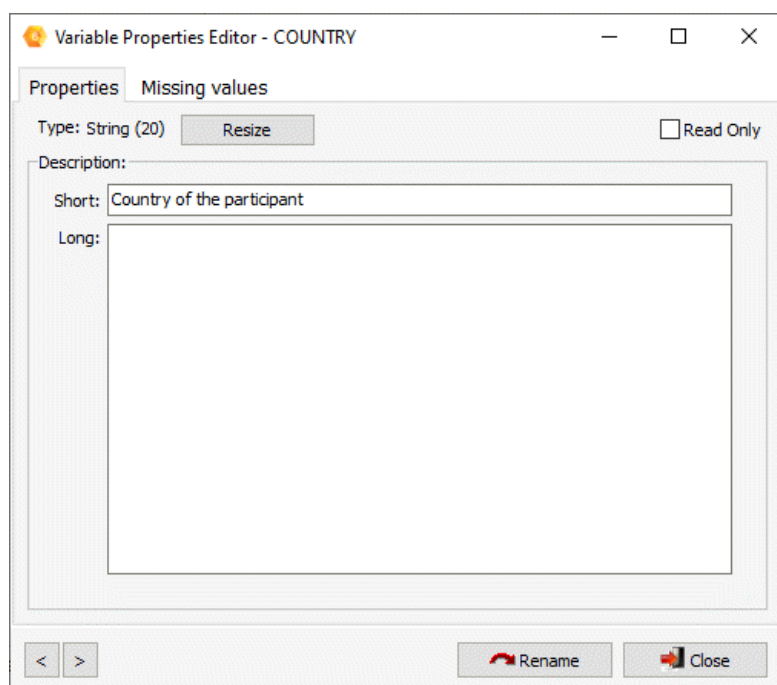 Variable Properties Editor - COUNTRY
Properties Missing values
Type: String (20) Resize Read Only
Description:
Short: Country of the participant
Long:
< > Rename Close